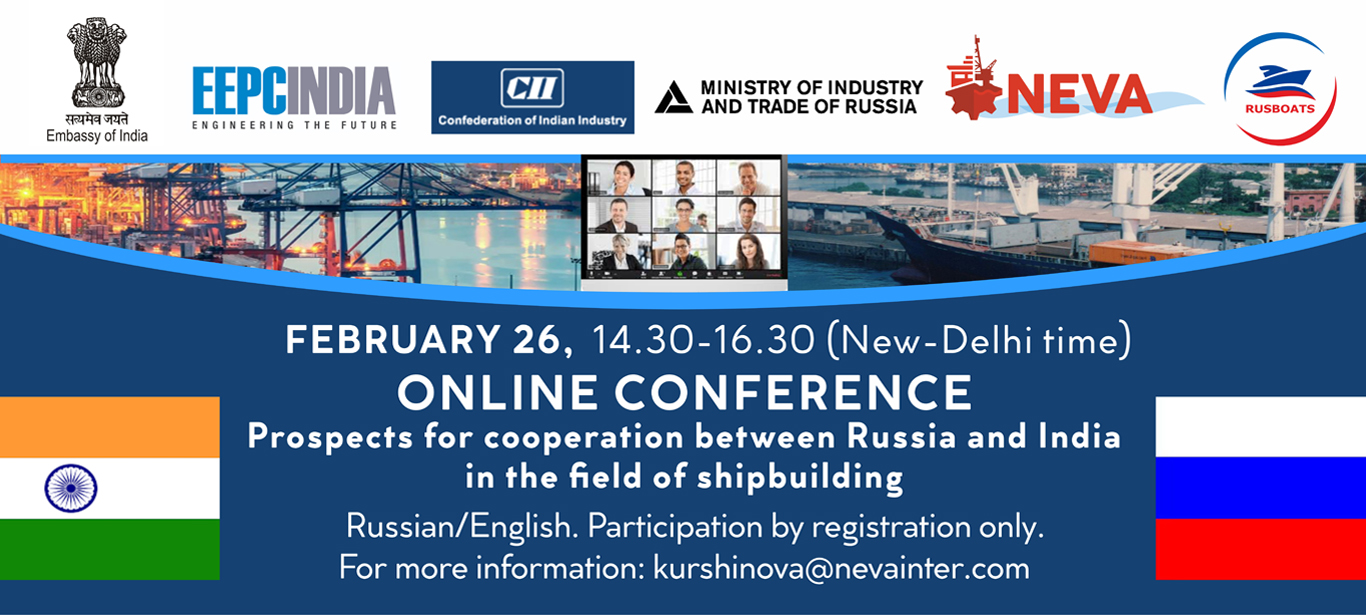 सत्यमेव जयते
Embassy of India
EEPCINDIA
ENGINEERING THE FUTURE
CII
Confederation of Indian Industry
MINISTRY OF INDUSTRY
AND TRADE OF RUSSIA
NEVA
RUSBOATS
FEBRUARY 26, 14.30-16.30 (New-Delhi time)
ONLINE CONFERENCE
Prospects for cooperation between Russia and India
in the field of shipbuilding
Russian/English. Participation by registration only.
For more information: kurshinova@nevainter.com